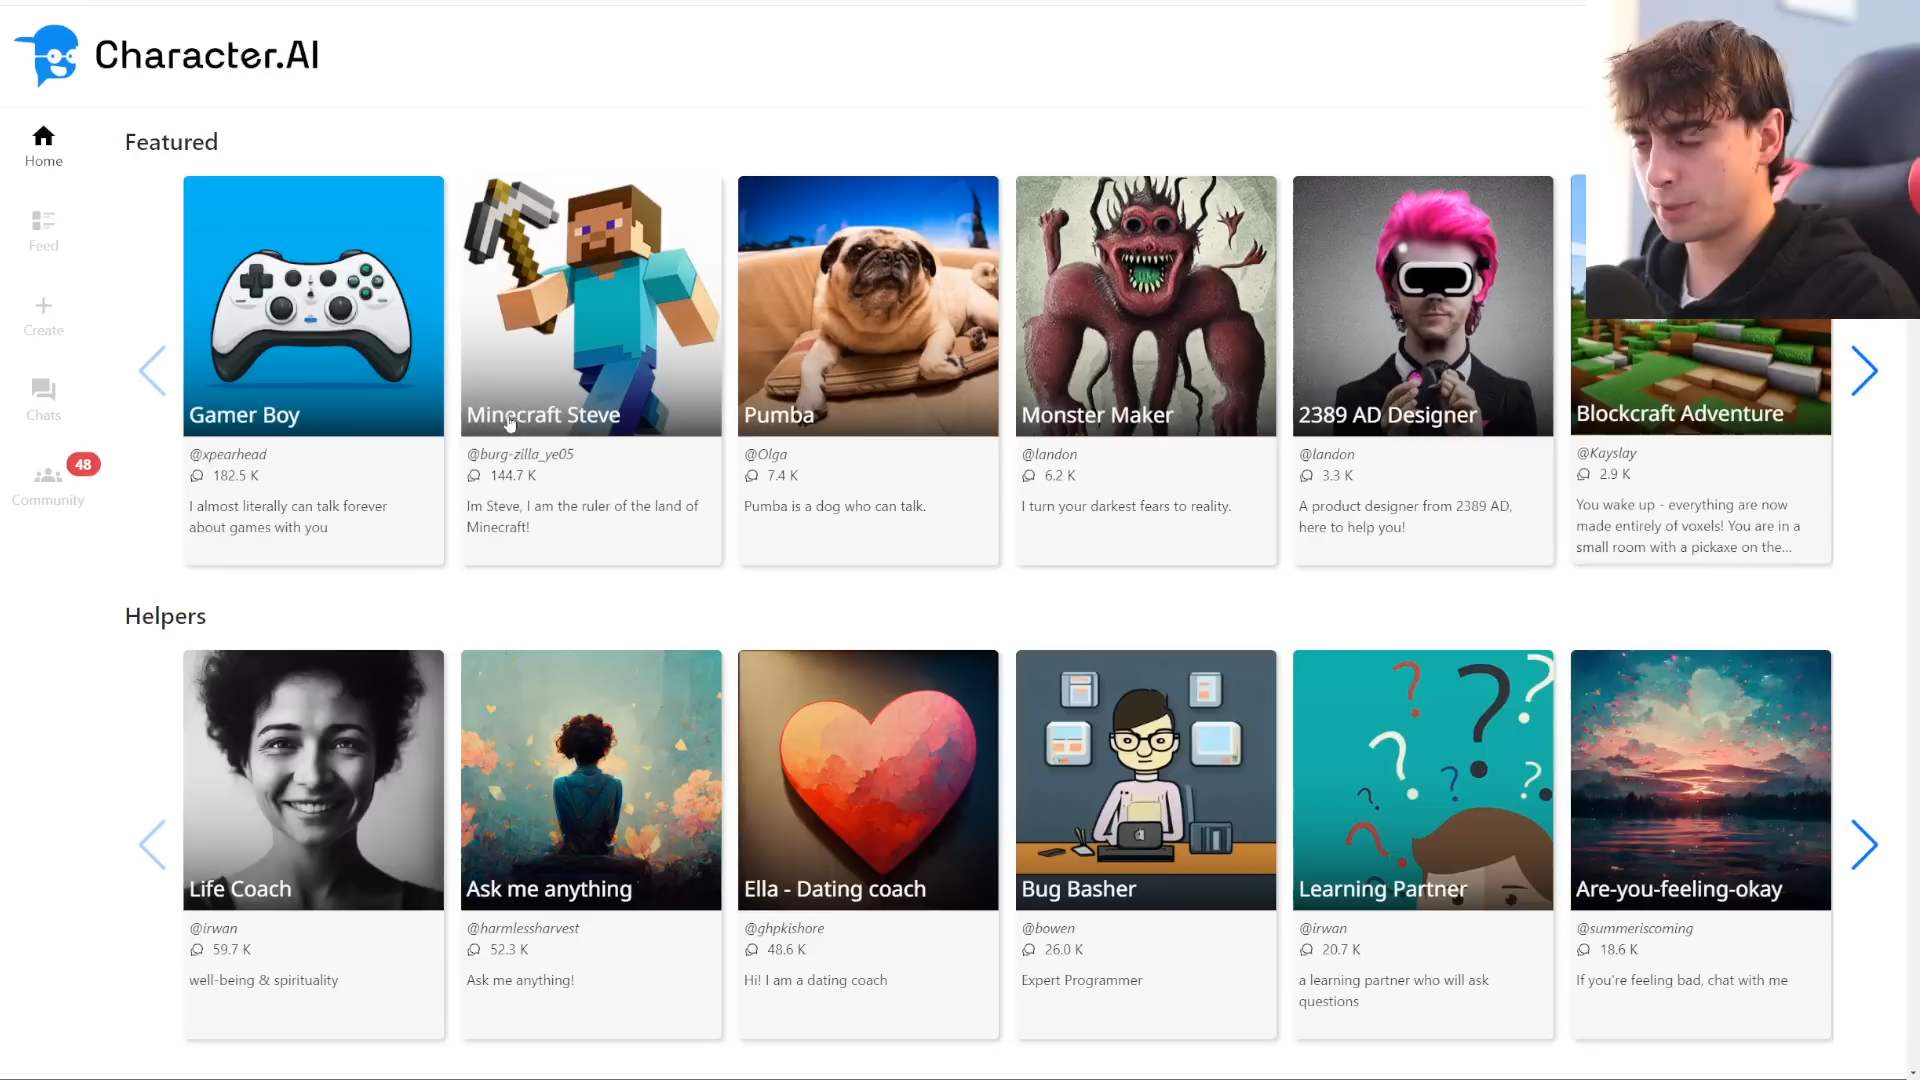 Character.AI
Home
Feed
Create
Chats
48
Community
Featured
Gamer Boy
@xpearhead
182.5 K
I almost literally can talk forever
about games with you
Minecraft Steve
@burg-zilla_ye05
144.7 K
Im Steve, I am the ruler of the land of
Minecraft!
Pumba
@Olga
7.4 K
Pumba is a dog who can talk.
Monster Maker
@landon
6.2 K
I turn your darkest fears to reality.
2389 AD Designer
@landon
3.3 K
A product designer from 2389 AD,
here to help you!
Blockcraft Adventure
@Kayslay
2.9 K
You wake up - everything are now
made entirely of voxels! You are in a
small room with a pickaxe on the...
Helpers
Life Coach
@irwan
59.7 K
well-being & spirituality
Ask me anything
@harmlessharvest
52.3 K
Ask me anything!
Ella - Dating coach
@ghpkishore
48.6 K
Hi! I am a dating coach
Bug Basher
@bowen
26.0 K
Expert Programmer
Learning Partner
@irwan
20.7 K
a learning partner who will ask
questions
Are-you-feeling-okay
@summeriscoming
18.6 K
If you're feeling bad, chat with me